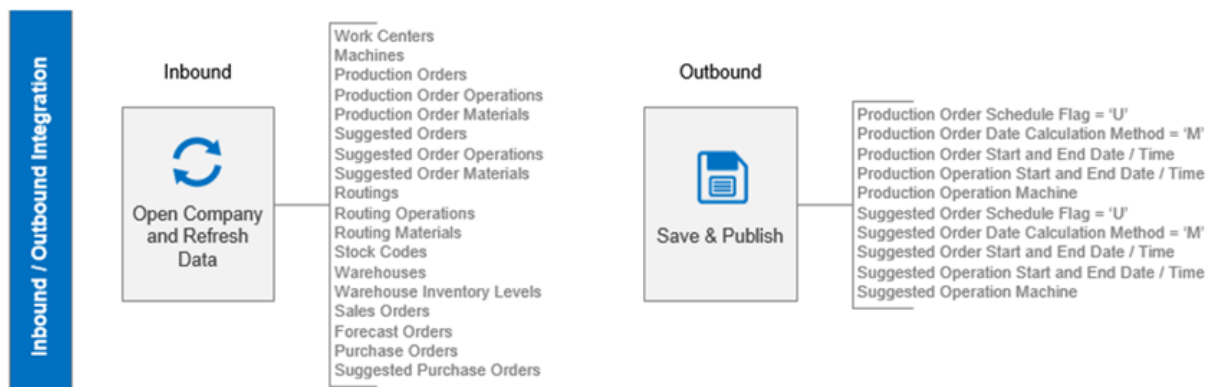 Inbound / Outbound Integration
Inbound
Open Company
and Refresh
Data
Work Centers
Machines
Production Orders
Production Order Operations
Production Order Materials
Suggested Orders
Suggested Order Operations
Suggested Order Materials
Routings
Routing Operations
Routing Materials
Stock Codes
Warehouses
Warehouse Inventory Levels
Sales Orders
Forecast Orders
Purchase Orders
Suggested Purchase Orders
Outbound
Save & Publish
Production Order Schedule Flag = ‘U’
Production Order Date Calculation Method = ‘M’
Production Order Start and End Date / Time
Production Operation Start and End Date / Time
Production Operation Machine
Suggested Order Schedule Flag = ‘U’
Suggested Order Date Calculation Method = ‘M’
Suggested Order Start and End Date / Time
Suggested Operation Start and End Date / Time
Suggested Operation Machine